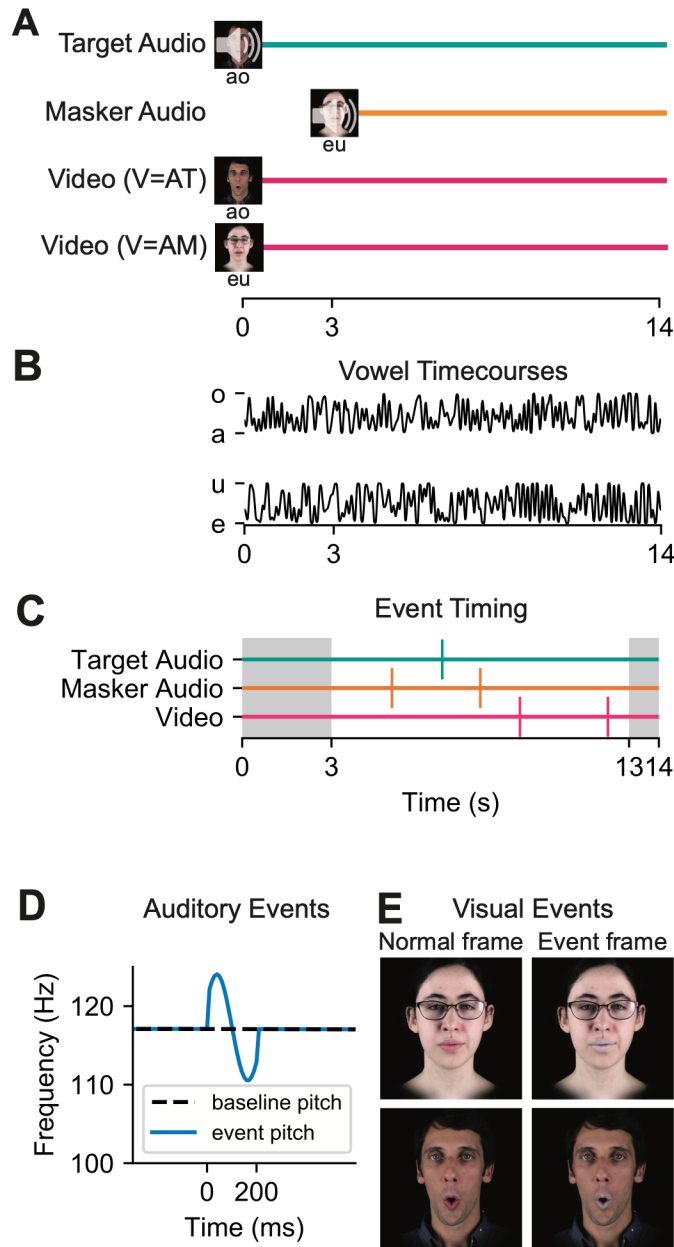 A
Target Audio
ao
Masker Audio
eu
Video (V=AT)
ao
Video (V=AM)
eu
0 3 14
B
Vowel Timecourses
o
a
u
e
0 3 14
C
Event Timing
Target Audio
Masker Audio
Video
0 3 1314
Time (s)
D Auditory Events
Frequency (Hz)
120
110
100
baseline pitch
event pitch
0 200
Time (ms)
E Visual Events
Normal frame Event frame